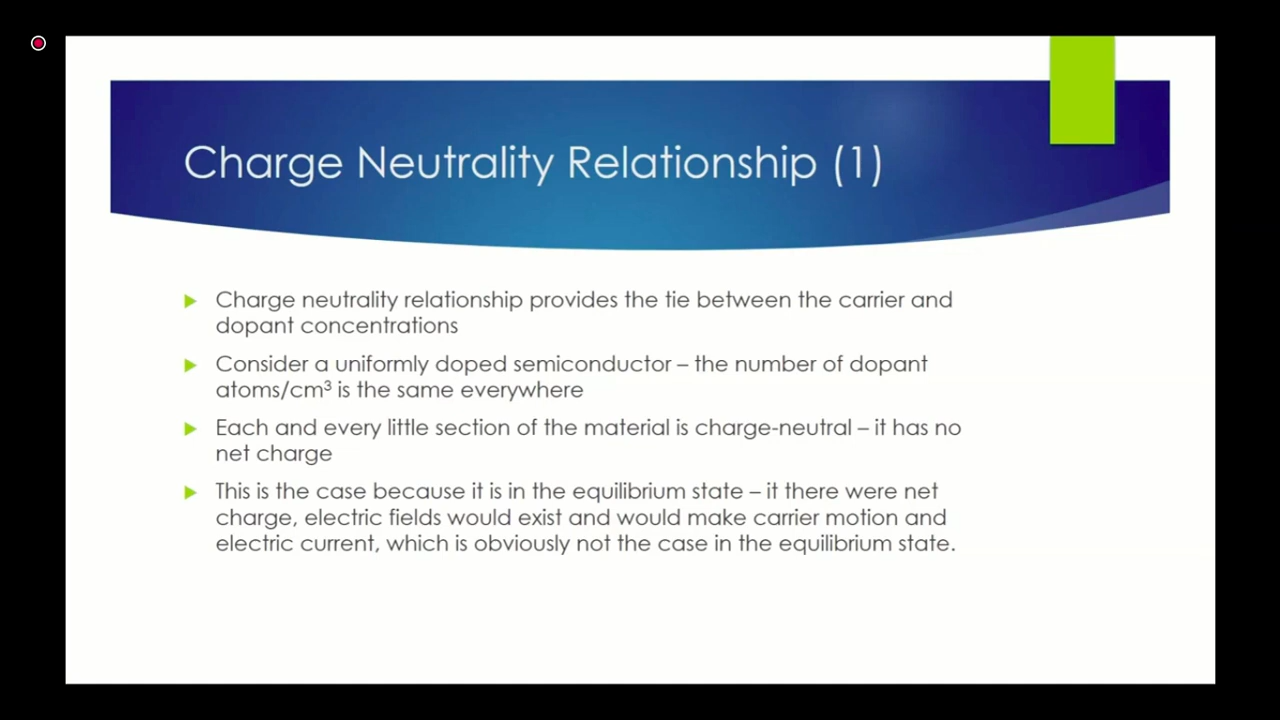 Charge Neutrality Relationship (1)
Charge neutrality relationship provides the tie between the carrier and
dopant concentrations
Consider a uniformly doped semiconductor – the number of dopant
atoms/cm³ is the same everywhere
Each and every little section of the material is charge-neutral – it has no
net charge
This is the case because it is in the equilibrium state – it there were net
charge, electric fields would exist and would make carrier motion and
electric current, which is obviously not the case in the equilibrium state.